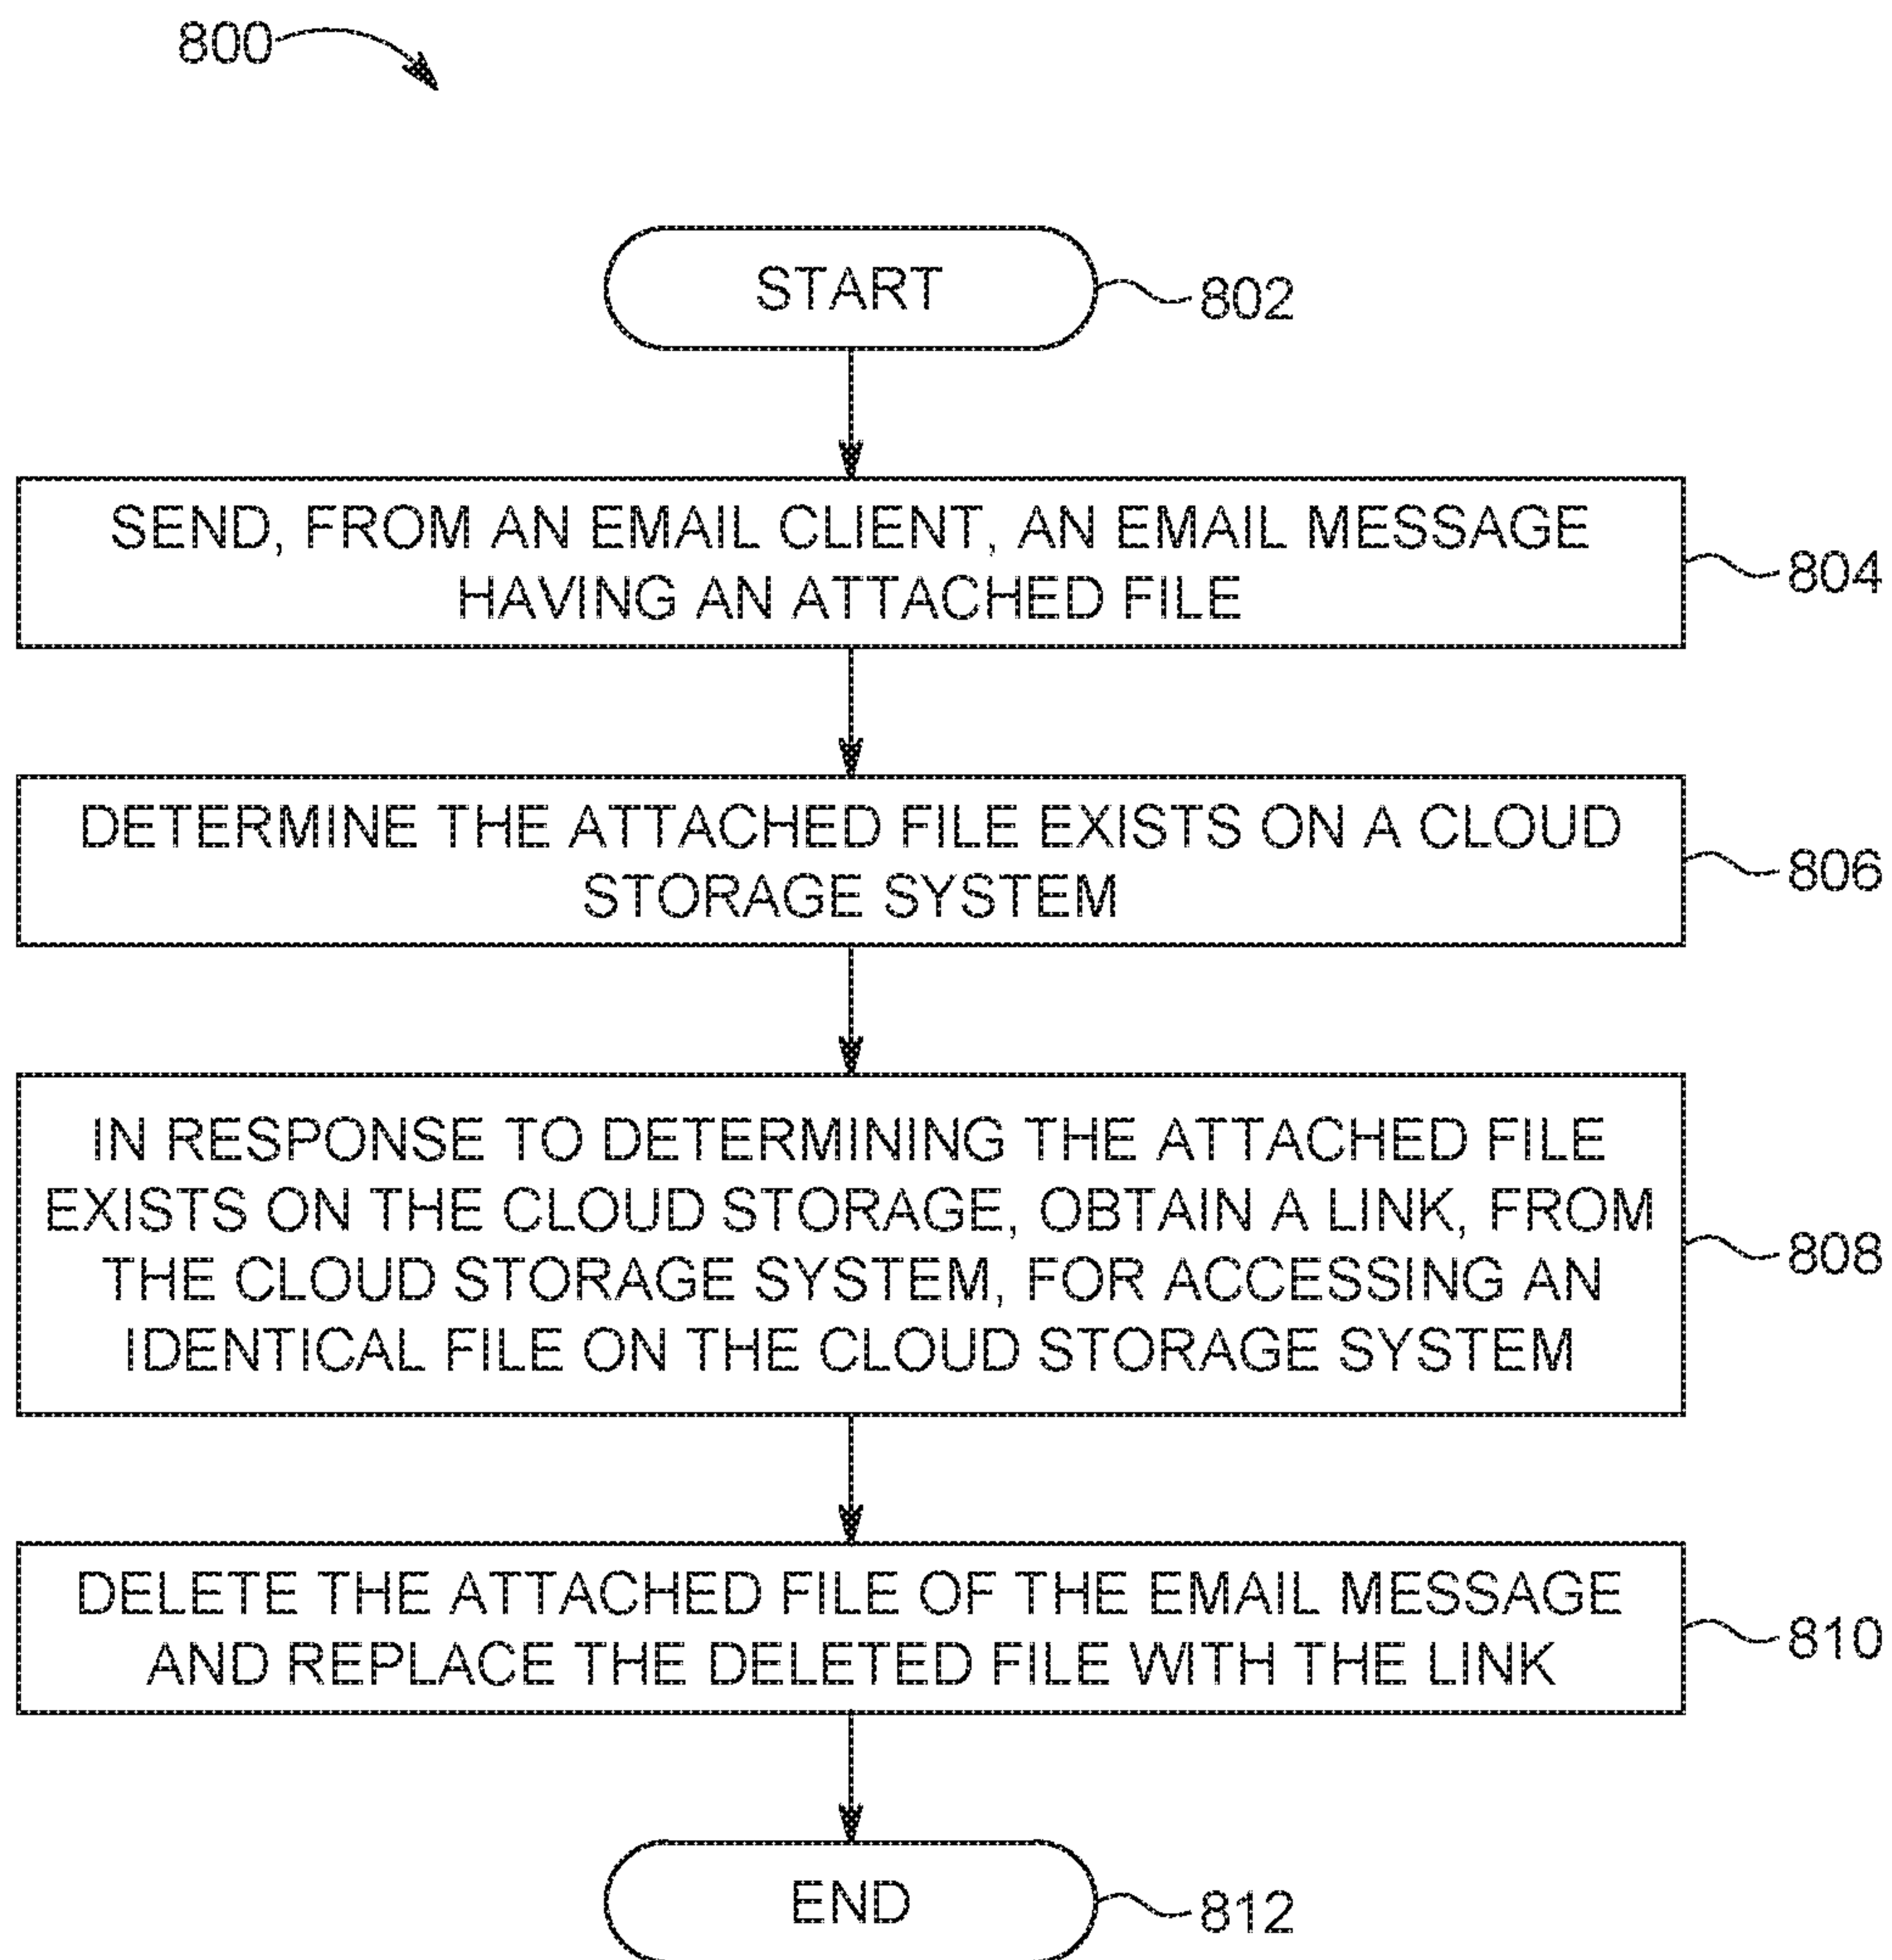 800
START
802
SEND, FROM AN EMAIL CLIENT, AN EMAIL MESSAGE
HAVING AN ATTACHED FILE
804
DETERMINE THE ATTACHED FILE EXISTS ON A CLOUD
STORAGE SYSTEM
806
IN RESPONSE TO DETERMINING THE ATTACHED FILE
EXISTS ON THE CLOUD STORAGE, OBTAIN A LINK, FROM
THE CLOUD STORAGE SYSTEM, FOR ACCESSING AN
IDENTICAL FILE ON THE CLOUD STORAGE SYSTEM
808
DELETE THE ATTACHED FILE OF THE EMAIL MESSAGE
AND REPLACE THE DELETED FILE WITH THE LINK
810
END
812